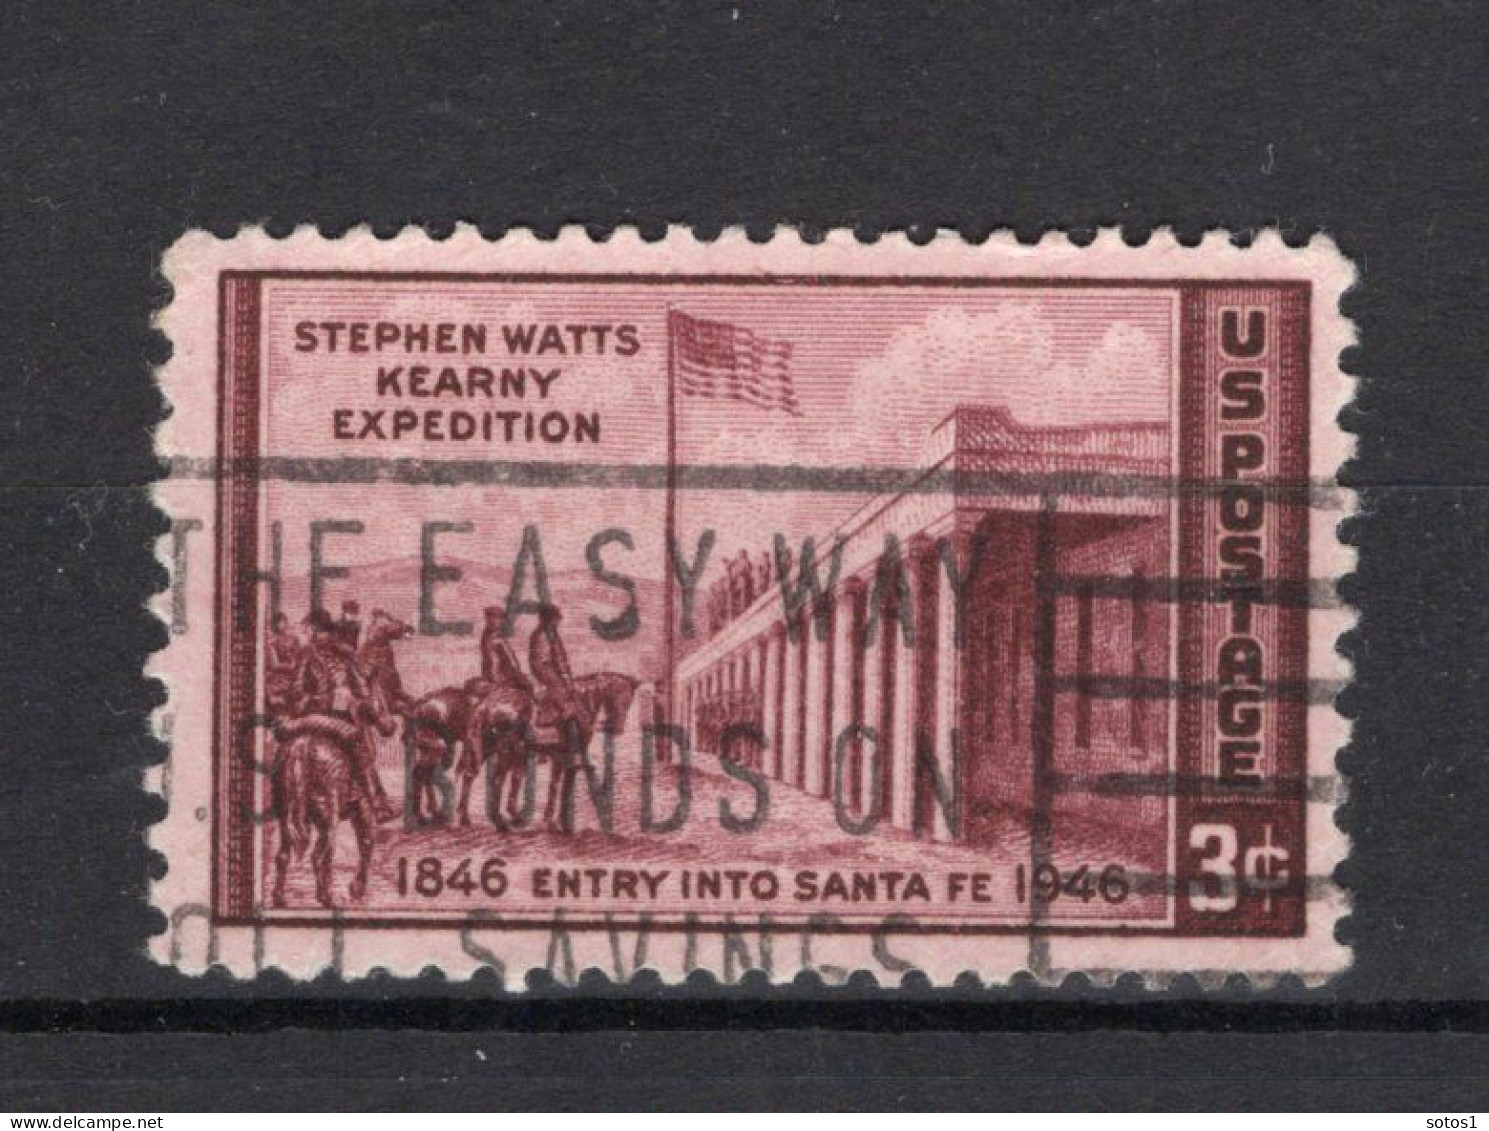 STEPHEN WATTS
KEARNY
EXPEDITION
US POSTAGE
3¢
THE EASY WAY
.S. BONDS ON
OLL SAVINGS
1846 ENTRY INTO SANTA FE 1946
delcampe.net
sotos1